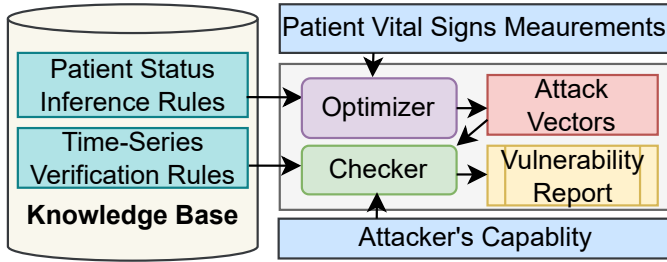 Patient Vital Signs Meaurements
Patient Status
Inference Rules
Time-Series
Verification Rules
Knowledge Base
Optimizer
Checker
Attack
Vectors
Vulnerability
Report
Attacker's Capablity